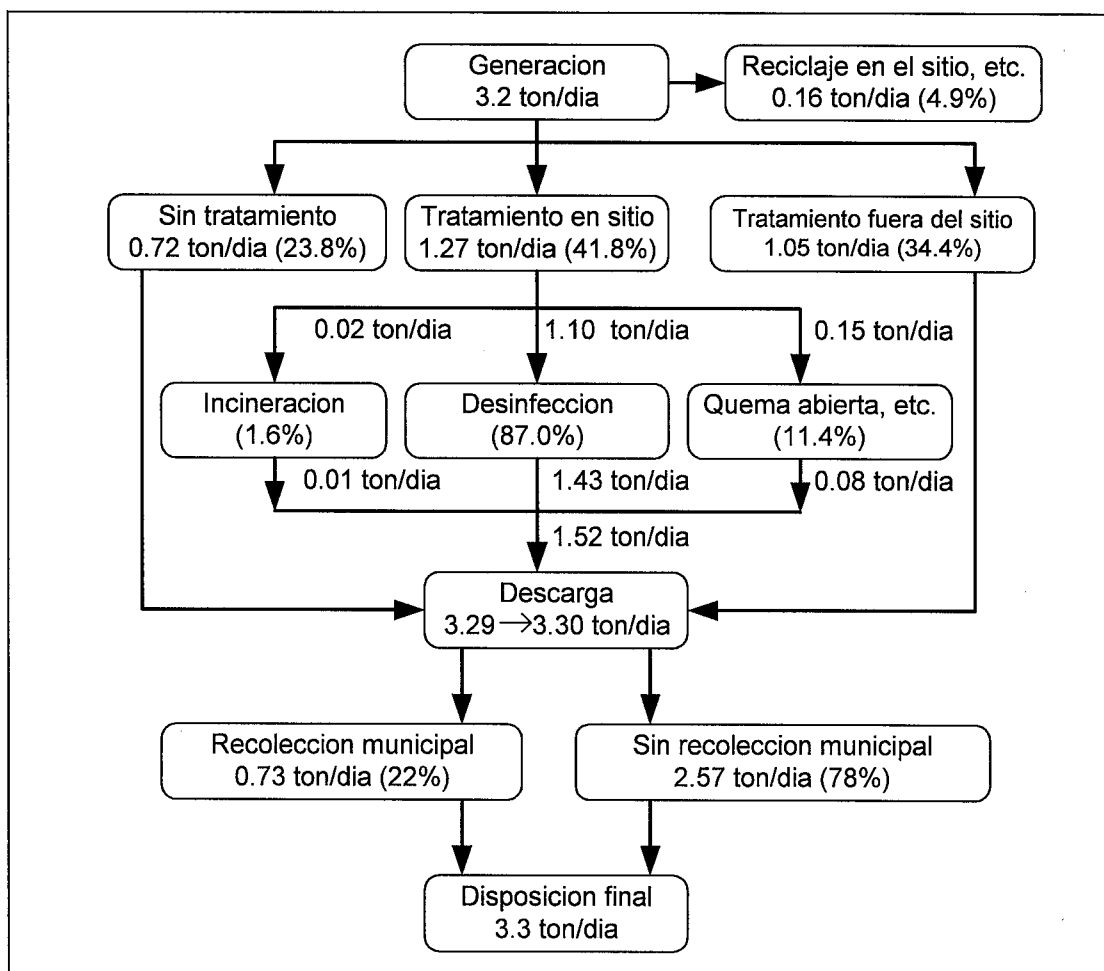 Generacion
3.2 ton/dia
Reciclaje en el sitio, etc.
0.16 ton/dia (4.9%)
Sin tratamiento
0.72 ton/dia (23.8%)
Tratamiento en sitio
1.27 ton/dia (41.8%)
Tratamiento fuera del sitio
1.05 ton/dia (34.4%)
0.02 ton/dia
1.10 ton/dia
0.15 ton/dia
Incineracion
(1.6%)
Desinfeccion
(87.0%)
Quema abierta, etc.
(11.4%)
0.01 ton/dia
1.43 ton/dia
0.08 ton/dia
1.52 ton/dia
Descarga
3.29 →3.30 ton/dia
Recoleccion municipal
0.73 ton/dia (22%)
Sin recoleccion municipal
2.57 ton/dia (78%)
Disposicion final
3.3 ton/dia